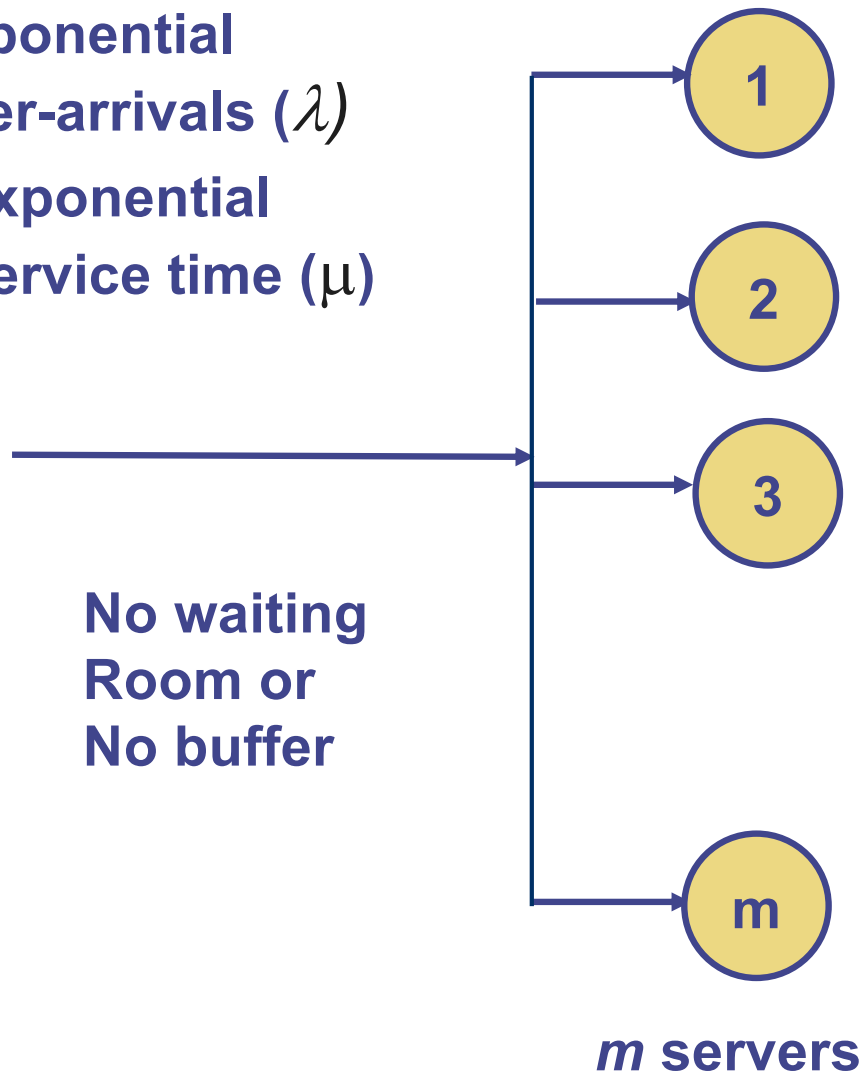 ponential
er-arrivals (λ)
xponential
ervice time (μ)
1
2
3
No waiting
Room or
No buffer
m
m servers